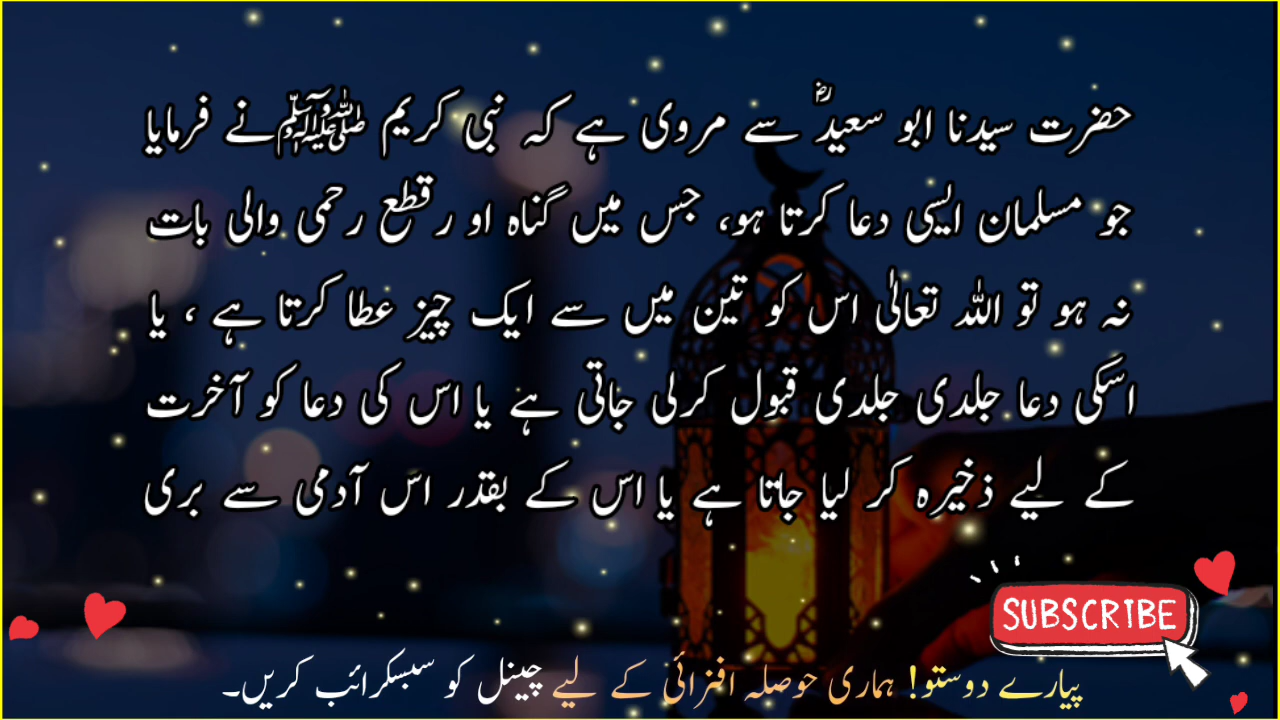 حضرت سیدنا ابو سعیدؓ سے مروی ہے کہ نبی کریم ﷺ نے فرمایا
جو مسلمان ایسی دعا کرتا ہو، جس میں گناہ او رقطع رحمی والی بات
نہ ہو تو اللہ تعالٰی اس کو تین میں سے ایک چیز عطا کرتا ہے ، یا
اسکی دعا جلدی جلدی قبول کرلی جاتی ہے یا اس کی دعا کو آخرت
کے لیے ذخیرہ کر لیا جاتا ہے یا اس کے بقدر اس آدمی سے بری
SUBSCRIBE
پیارے دوستو! ہماری حوصلہ افزائی کے لیے چینل کو سبسکرائب کریں۔